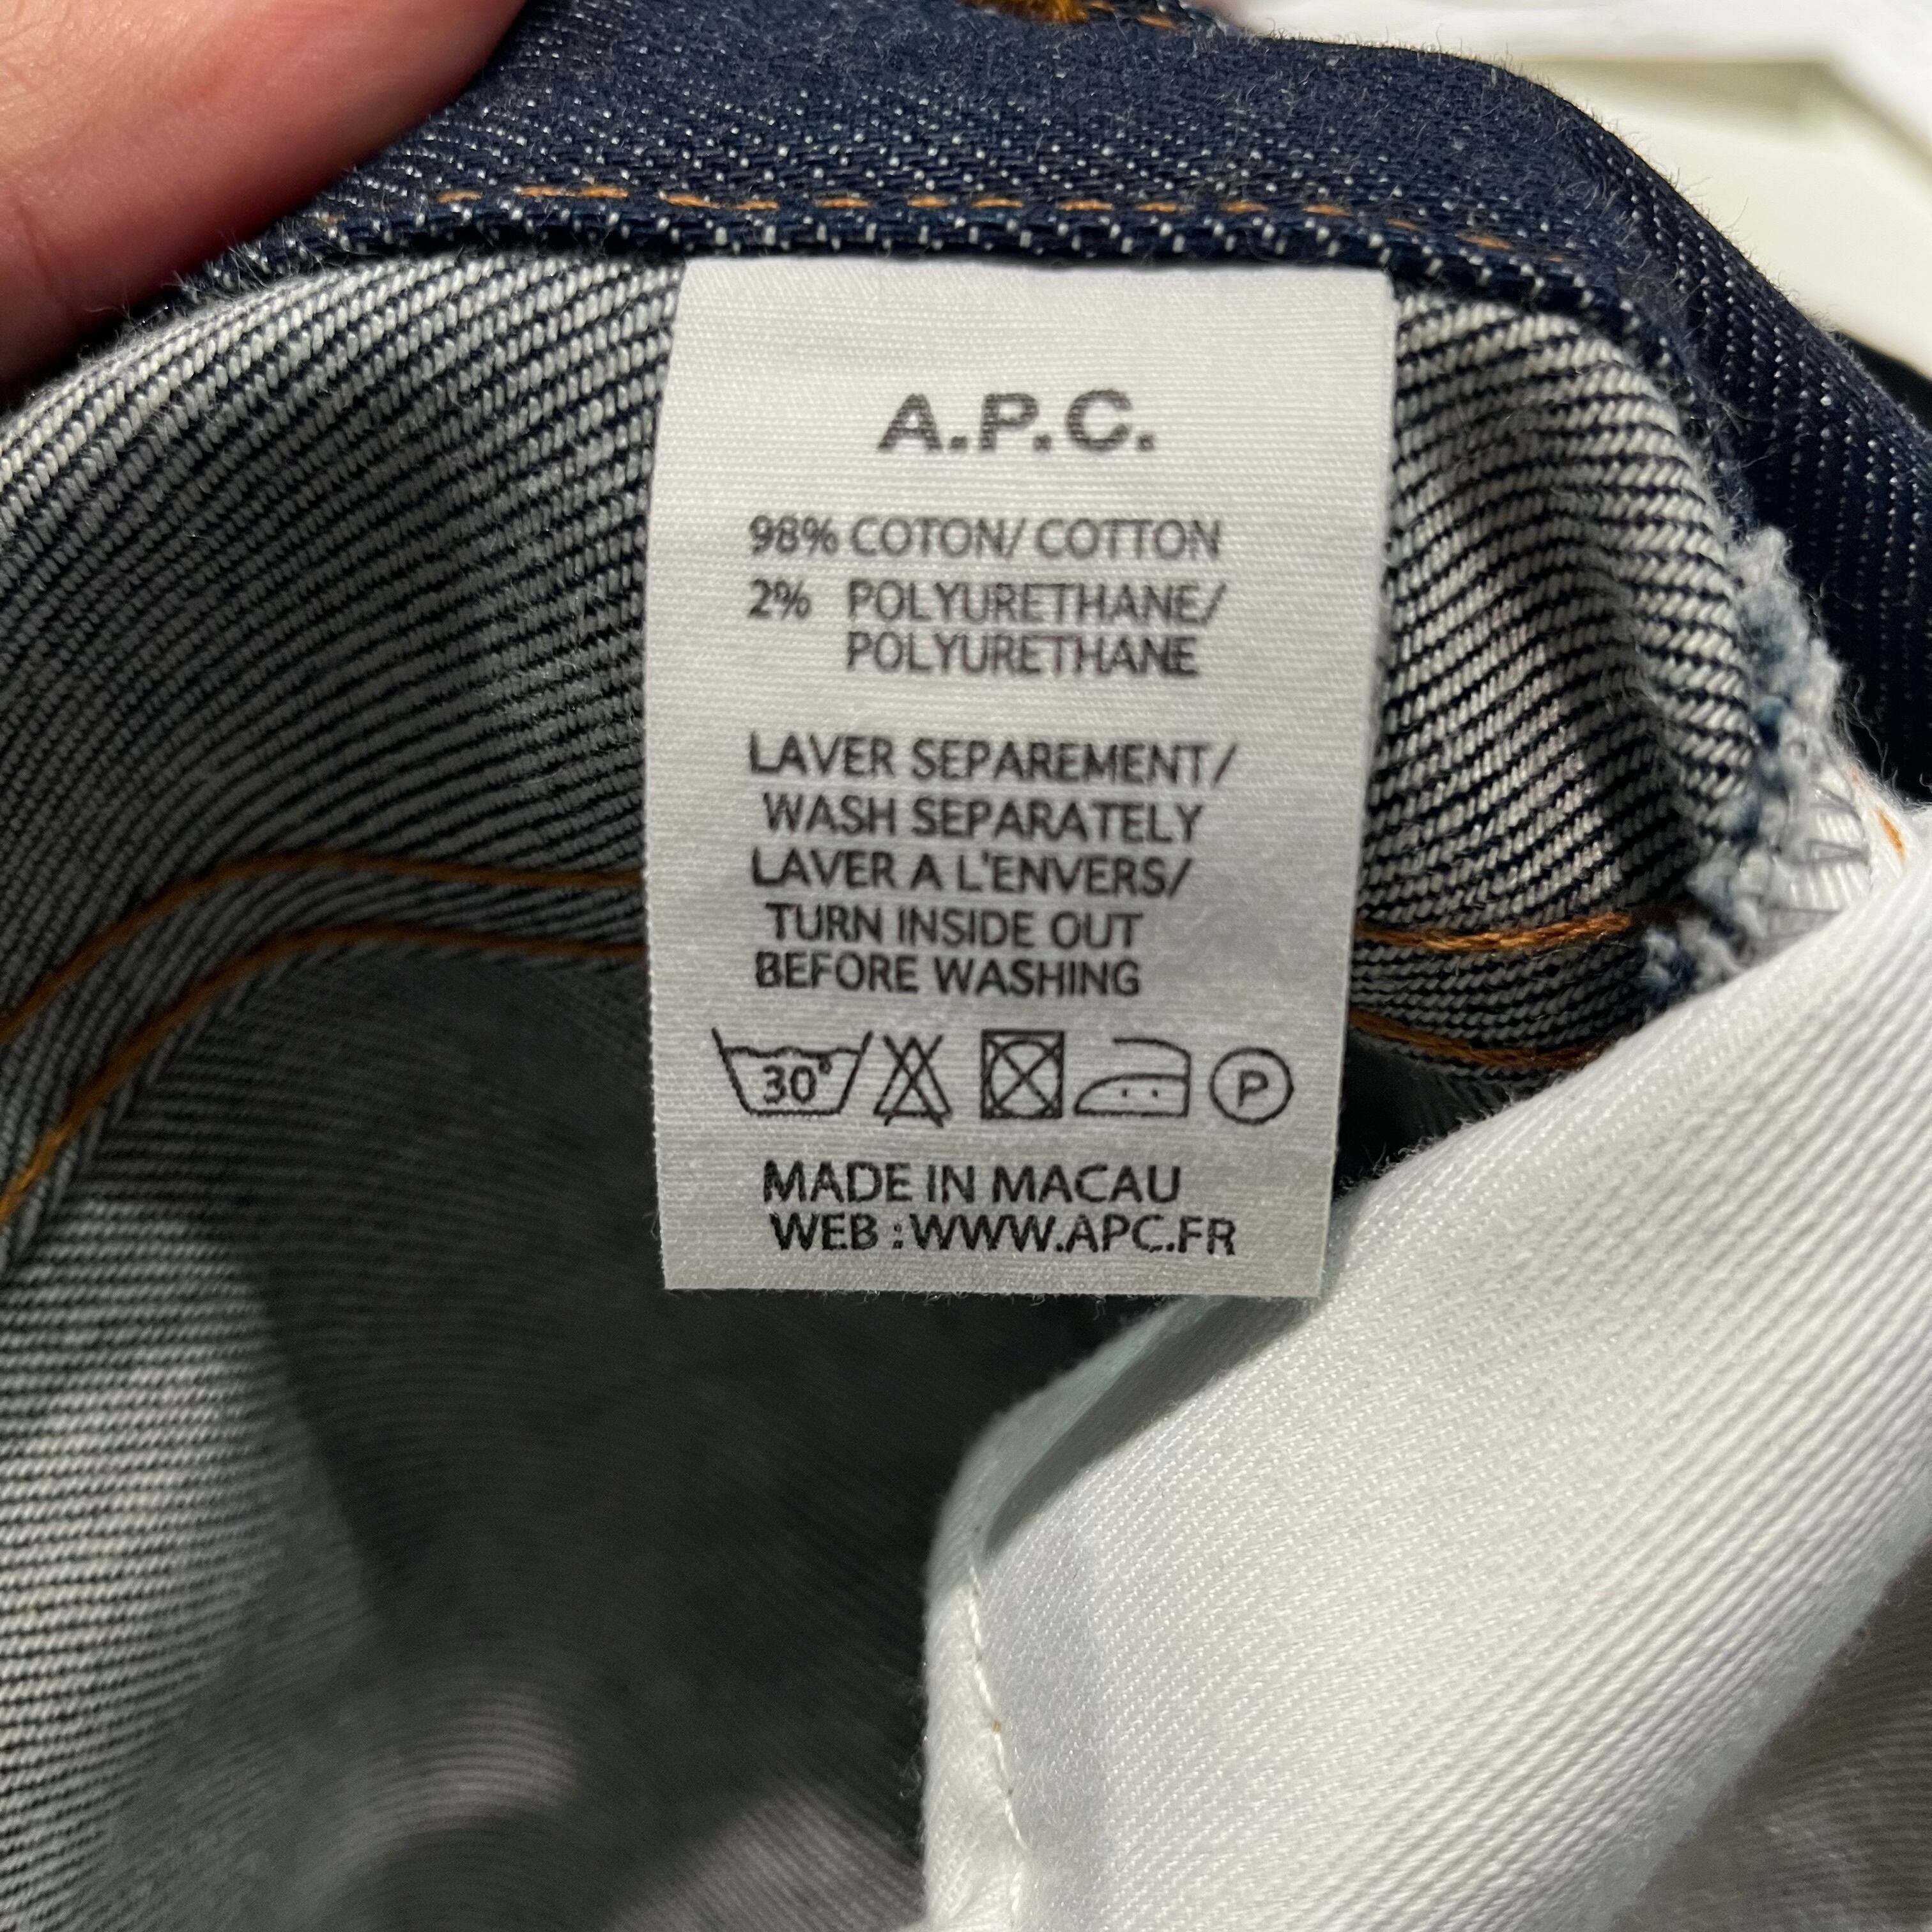 A.P.C.
98% COTON/ COTTON
2% POLYURETHANE/
POLYURETHANE
LAVER SEPAREMENT/
WASH SEPARATELY
LAVER A L'ENVERS/
TURN INSIDE OUT
BEFORE WASHING
30° P
MADE IN MACAU
WEB :WWW.APC.FR